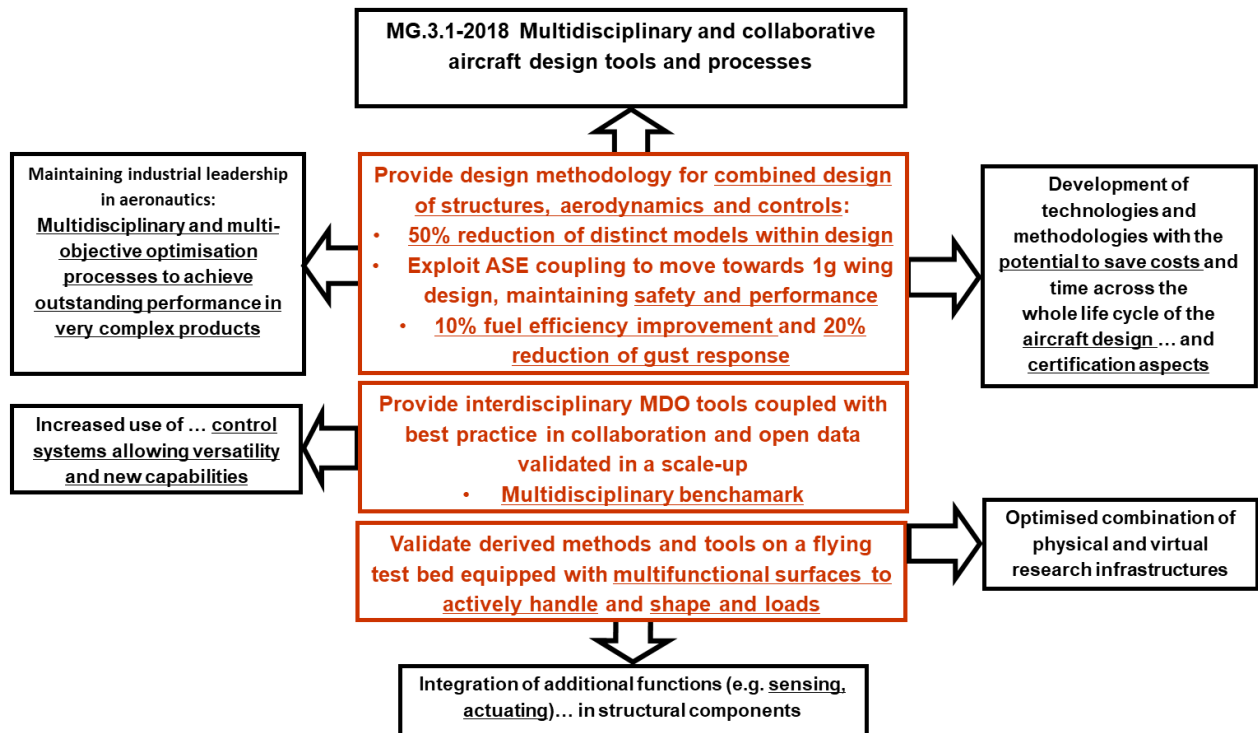 MG.3.1-2018 Multidisciplinary and collaborative
aircraft design tools and processes
Maintaining industrial leadership
in aeronautics:
Multidisciplinary and multi-
objective optimisation
processes to achieve
outstanding performance in
very complex products
Provide design methodology for combined design
of structures, aerodynamics and controls:
• 50% reduction of distinct models within design
• Exploit ASE coupling to move towards 1g wing
design, maintaining safety and performance
• 10% fuel efficiency improvement and 20%
reduction of gust response
Development of
technologies and
methodologies with the
potential to save costs and
time across the
whole life cycle of the
aircraft design ... and
certification aspects
Increased use of ... control
systems allowing versatility
and new capabilities
Provide interdisciplinary MDO tools coupled with
best practice in collaboration and open data
validated in a scale-up
• Multidisciplinary benchamark
Validate derived methods and tools on a flying
test bed equipped with multifunctional surfaces to
actively handle and shape and loads
Optimised combination of
physical and virtual
research infrastructures
Integration of additional functions (e.g. sensing,
actuating)... in structural components